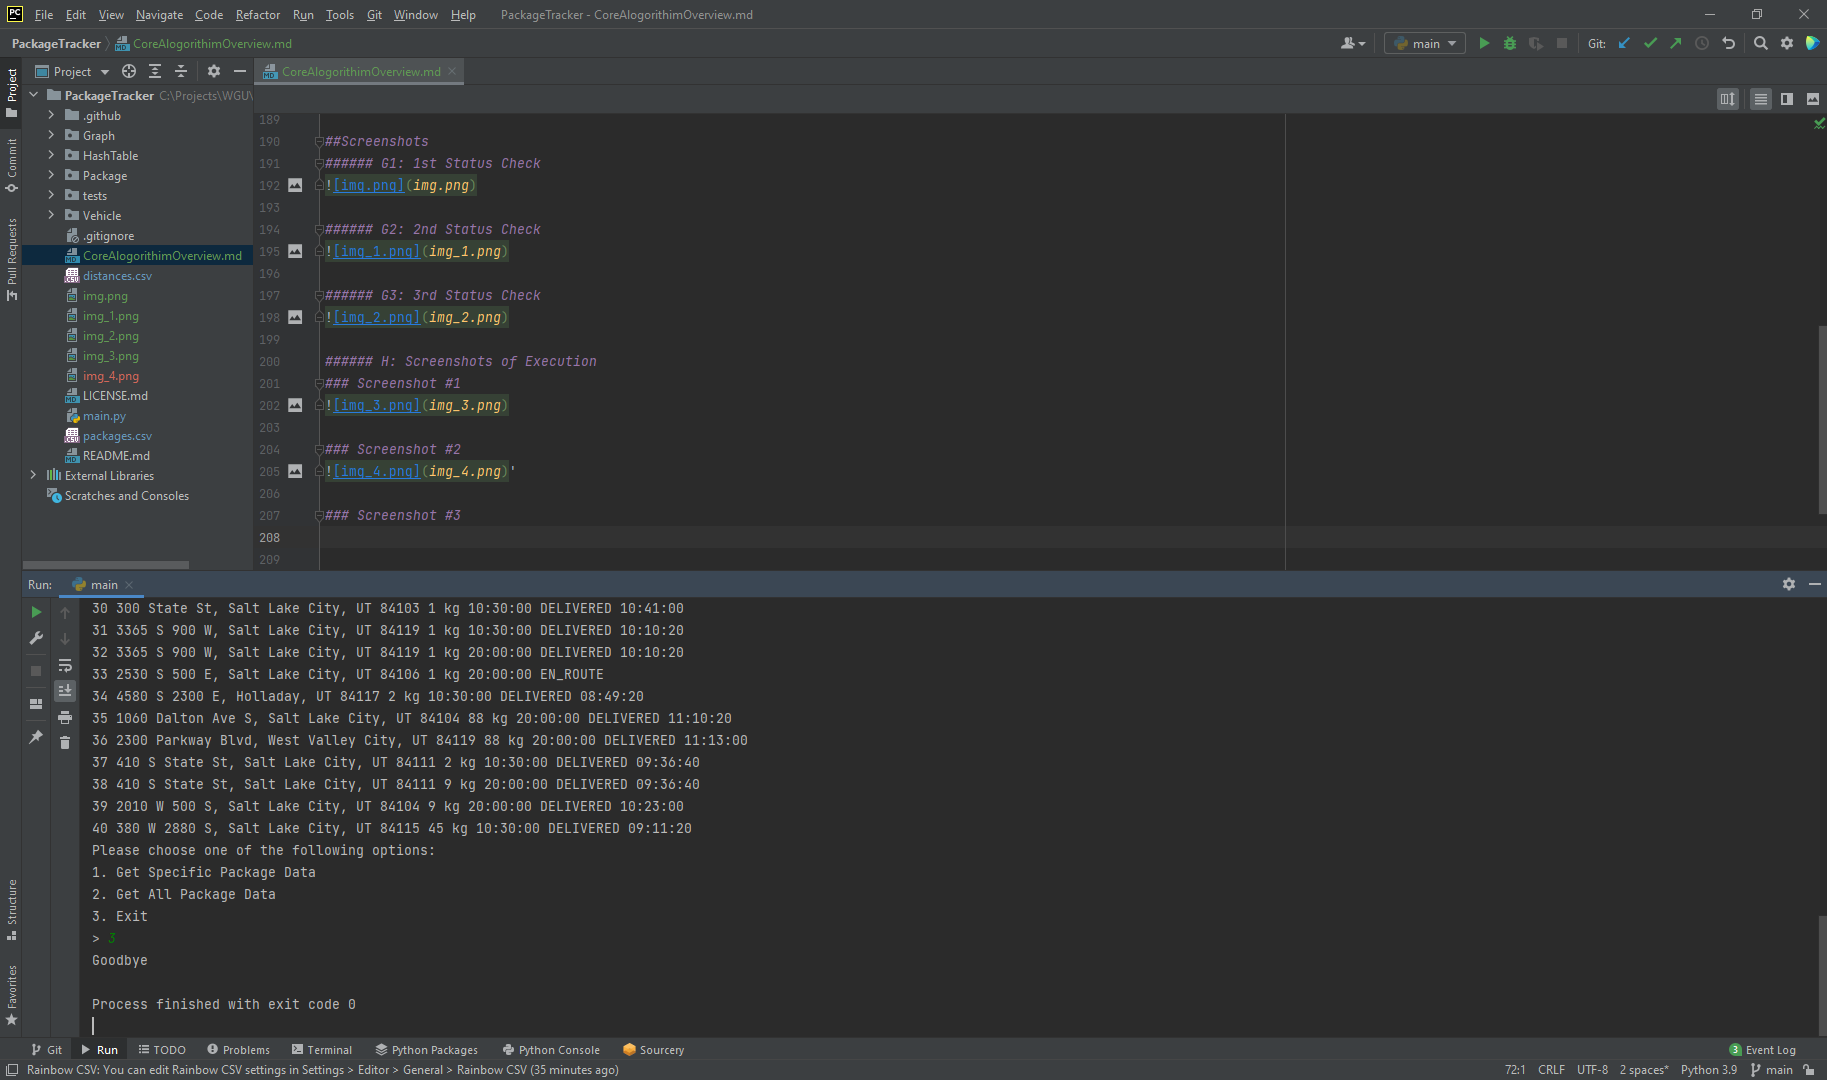 PC File Edit View Navigate Code Refactor Run Tools Git Window Help PackageTracker - CoreAlogorithimOverview.md
PackageTracker CoreAlogorithimOverview.md main Git:
Project
Commit
Pull Requests
Structure
Favorites
Project
PackageTracker C:\Projects\WGU\
.github
Graph
HashTable
Package
tests
Vehicle
.gitignore
CoreAlogorithimOverview.md
distances.csv
img.png
img_1.png
img_2.png
img_3.png
img_4.png
LICENSE.md
main.py
packages.csv
README.md
External Libraries
Scratches and Consoles
CoreAlogorithimOverview.md
189
190 ##Screenshots
191 ###### G1: 1st Status Check
192 ![img.png](img.png)
193
194 ###### G2: 2nd Status Check
195 ![img_1.png](img_1.png)
196
197 ###### G3: 3rd Status Check
198 ![img_2.png](img_2.png)
199
200 ###### H: Screenshots of Execution
201 ### Screenshot #1
202 ![img_3.png](img_3.png)
203
204 ### Screenshot #2
205 ![img_4.png](img_4.png)'
206
207 ### Screenshot #3
208
209
Run: main
30 300 State St, Salt Lake City, UT 84103 1 kg 10:30:00 DELIVERED 10:41:00
31 3365 S 900 W, Salt Lake City, UT 84119 1 kg 10:30:00 DELIVERED 10:10:20
32 3365 S 900 W, Salt Lake City, UT 84119 1 kg 20:00:00 DELIVERED 10:10:20
33 2530 S 500 E, Salt Lake City, UT 84106 1 kg 20:00:00 EN_ROUTE
34 4580 S 2300 E, Holladay, UT 84117 2 kg 10:30:00 DELIVERED 08:49:20
35 1060 Dalton Ave S, Salt Lake City, UT 84104 88 kg 20:00:00 DELIVERED 11:10:20
36 2300 Parkway Blvd, West Valley City, UT 84119 88 kg 20:00:00 DELIVERED 11:13:00
37 410 S State St, Salt Lake City, UT 84111 2 kg 10:30:00 DELIVERED 09:36:40
38 410 S State St, Salt Lake City, UT 84111 9 kg 20:00:00 DELIVERED 09:36:40
39 2010 W 500 S, Salt Lake City, UT 84104 9 kg 20:00:00 DELIVERED 10:23:00
40 380 W 2880 S, Salt Lake City, UT 84115 45 kg 10:30:00 DELIVERED 09:11:20
Please choose one of the following options:
1. Get Specific Package Data
2. Get All Package Data
3. Exit
> 3
Goodbye
Process finished with exit code 0
Git Run TODO Problems Terminal Python Packages Python Console Sourcery 3 Event Log
Rainbow CSV: You can edit Rainbow CSV settings in Settings > Editor > General > Rainbow CSV (35 minutes ago) 72:1 CRLF UTF-8 2 spaces* Python 3.9 main